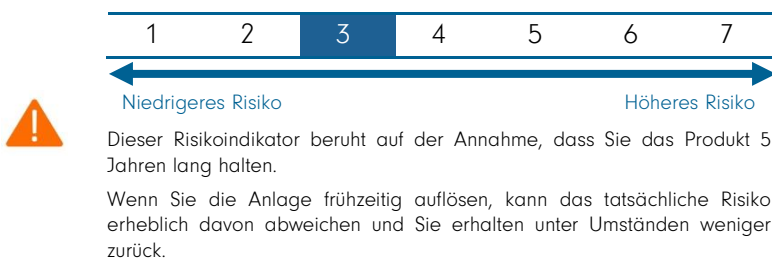 1 2 3 4 5 6 7
Niedrigeres Risiko Höheres Risiko
Dieser Risikoindikator beruht auf der Annahme, dass Sie das Produkt 5
Jahren lang halten.
Wenn Sie die Anlage frühzeitig auflösen, kann das tatsächliche Risiko
erheblich davon abweichen und Sie erhalten unter Umständen weniger
zurück.